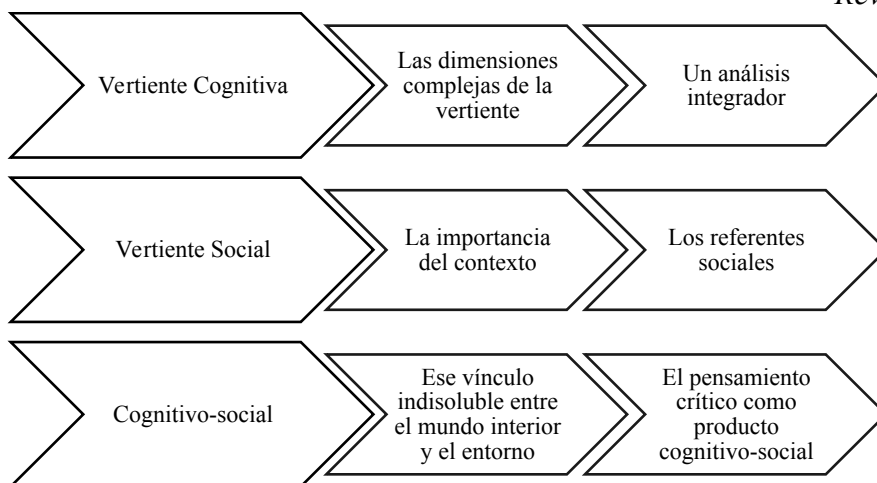 Vertiente Cognitiva
Las dimensiones
complejas de la
vertiente
Un análisis
integrador
Vertiente Social
La importancia
del contexto
Los referentes
sociales
Cognitivo-social
Ese vínculo
indisoluble entre
el mundo interior
y el entorno
El pensamiento
crítico como
producto
cognitivo-social